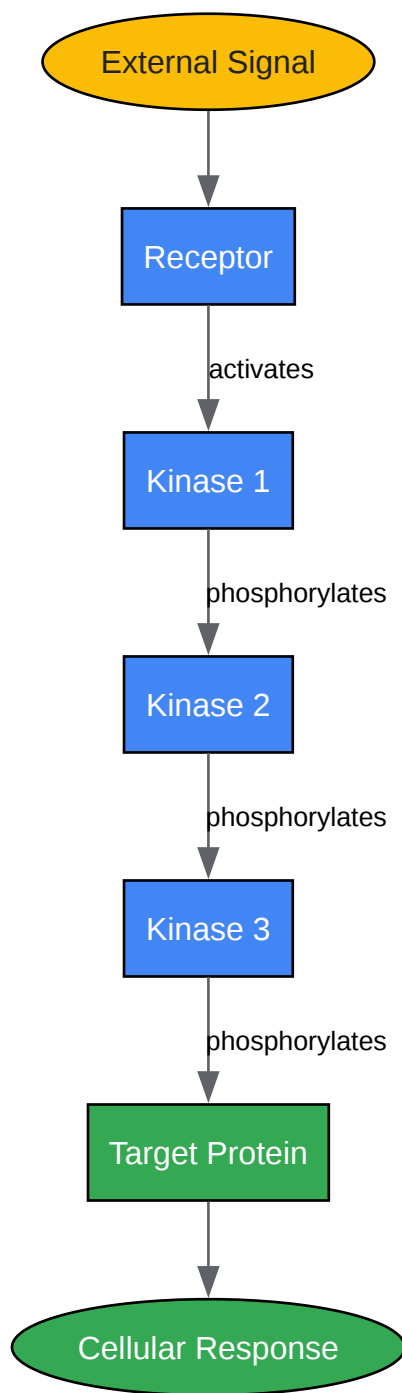 External Signal
Receptor
activates
Kinase 1
phosphorylates
Kinase 2
phosphorylates
Kinase 3
phosphorylates
Target Protein
Cellular Response